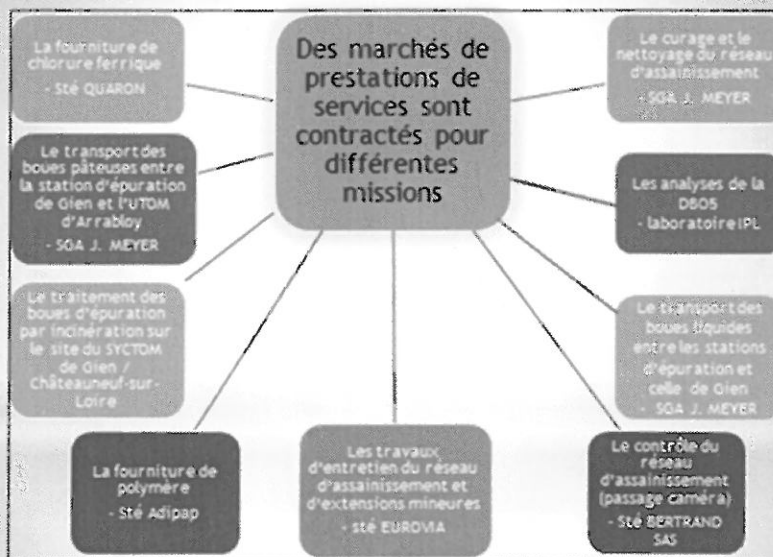 Des marchés de
prestations de
services sont
contractés pour
différentes
missions
La fourniture de
chlorure ferrique
- Sté QUARON
Le transport des
boues pâteuses entre
la station d'épuration
de Gien et l'UTOM
d'Arrabloy
- SGA J. MEYER
Le traitement des
boues d'épuration
par incinération sur
le site du SYCTOM
de Gien /
Châteauneuf-sur-
Loire
La fourniture de
polymère
- Sté Adipap
Les travaux
d'entretien du réseau
d'assainissement et
d'extensions mineures
- sté EUROVIA
Le contrôle du
réseau
d'assainissement
(passage caméra)
- Sté BERTRAND
SAS
Le transport des
boues liquides
entre les stations
d'épuration et
celle de Gien
- SGA J. MEYER
Les analyses de la
DBO5
- laboratoire IPL
Le curage et le
nettoyage du réseau
d'assainissement
- SGA J. MEYER